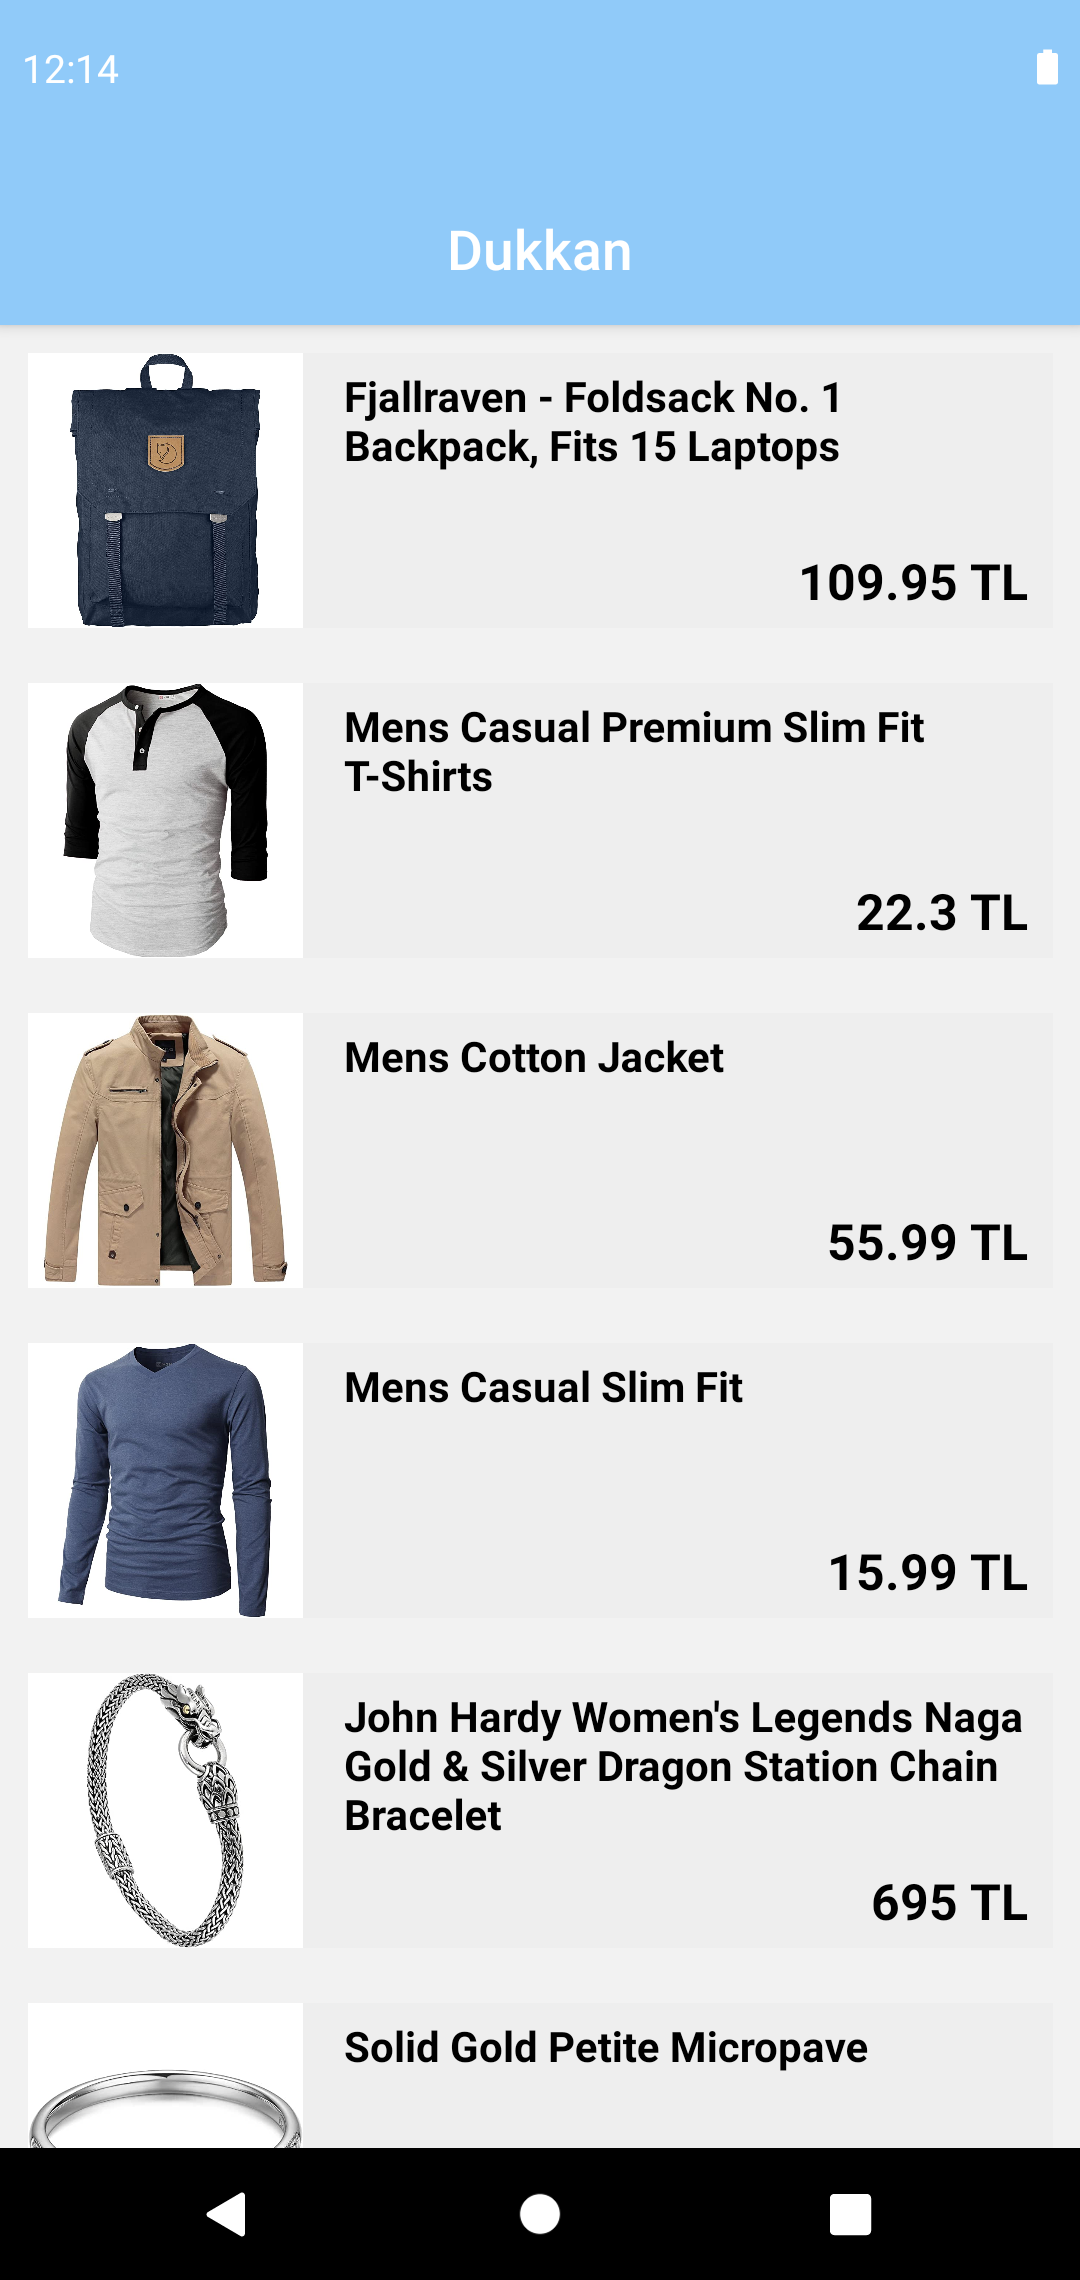 12:14
Dukkan
Fjallraven - Foldsack No. 1
Backpack, Fits 15 Laptops
109.95 TL
Mens Casual Premium Slim Fit
T-Shirts
22.3 TL
Mens Cotton Jacket
55.99 TL
Mens Casual Slim Fit
15.99 TL
John Hardy Women's Legends Naga
Gold & Silver Dragon Station Chain
Bracelet
695 TL
Solid Gold Petite Micropave